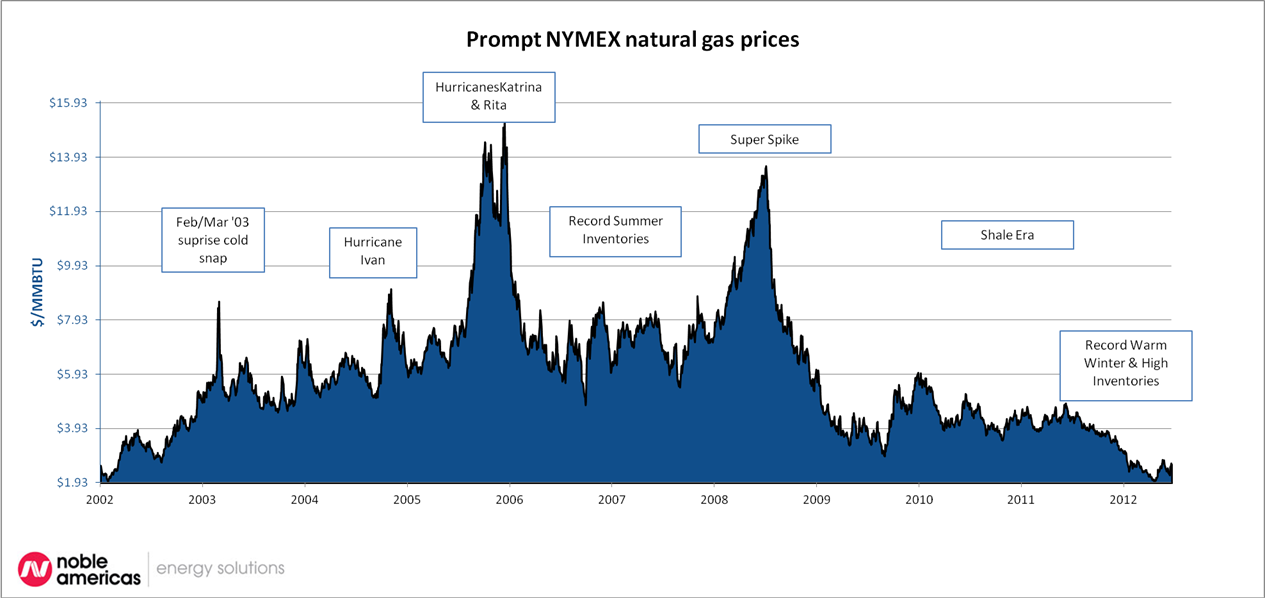 Prompt NYMEX natural gas prices
$/MMBTU
$15.93
$13.93
$11.93
$9.93
$7.93
$5.93
$3.93
$1.93
Feb/Mar '03
suprise cold
snap
Hurricane
Ivan
HurricanesKatrina
& Rita
Record Summer
Inventories
Super Spike
Shale Era
Record Warm
Winter & High
Inventories
2002
2003
2004
2005
2006
2007
2008
2009
2010
2011
2012
noble
americas
energy solutions